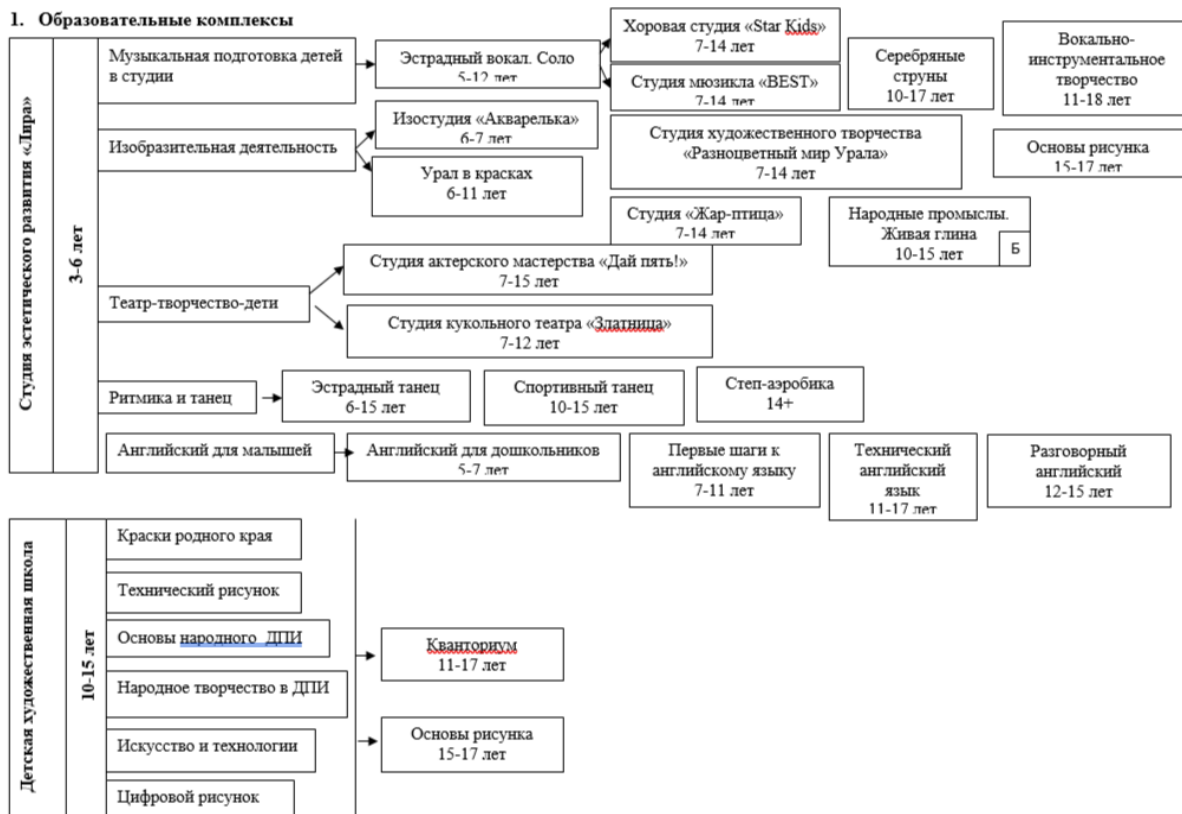 1. Образовательные комплексы
Студия эстетического развития «Лира»
3-6 лет
Музыкальная подготовка детей
в студии
Эстрадный вокал. Соло
5-12 лет
Хоровая студия «Star Kids»
7-14 лет
Студия мюзикла «BEST»
7-14 лет
Серебряные
струны
10-17 лет
Вокально-
инструментальное
творчество
11-18 лет
Изобразительная деятельность
Изостудия «Акварелька»
6-7 лет
Урал в красках
6-11 лет
Студия художественного творчества
«Разноцветный мир Урала»
7-14 лет
Основы рисунка
15-17 лет
Студия «Жар-птица»
7-14 лет
Народные промыслы.
Живая глина
10-15 лет
Б
Театр-творчество-дети
Студия актерского мастерства «Дай пять!»
7-15 лет
Студия кукольного театра «Златница»
7-12 лет
Ритмика и танец
Эстрадный танец
6-15 лет
Спортивный танец
10-15 лет
Степ-аэробика
14+
Английский для малышей
Английский для дошкольников
5-7 лет
Первые шаги к
английскому языку
7-11 лет
Технический
английский
язык
11-17 лет
Разговорный
английский
12-15 лет
Детская художественная школа
10-15 лет
Краски родного края
Технический рисунок
Основы народного ДПИ
Народное творчество в ДПИ
Искусство и технологии
Цифровой рисунок
Кванториум
11-17 лет
Основы рисунка
15-17 лет